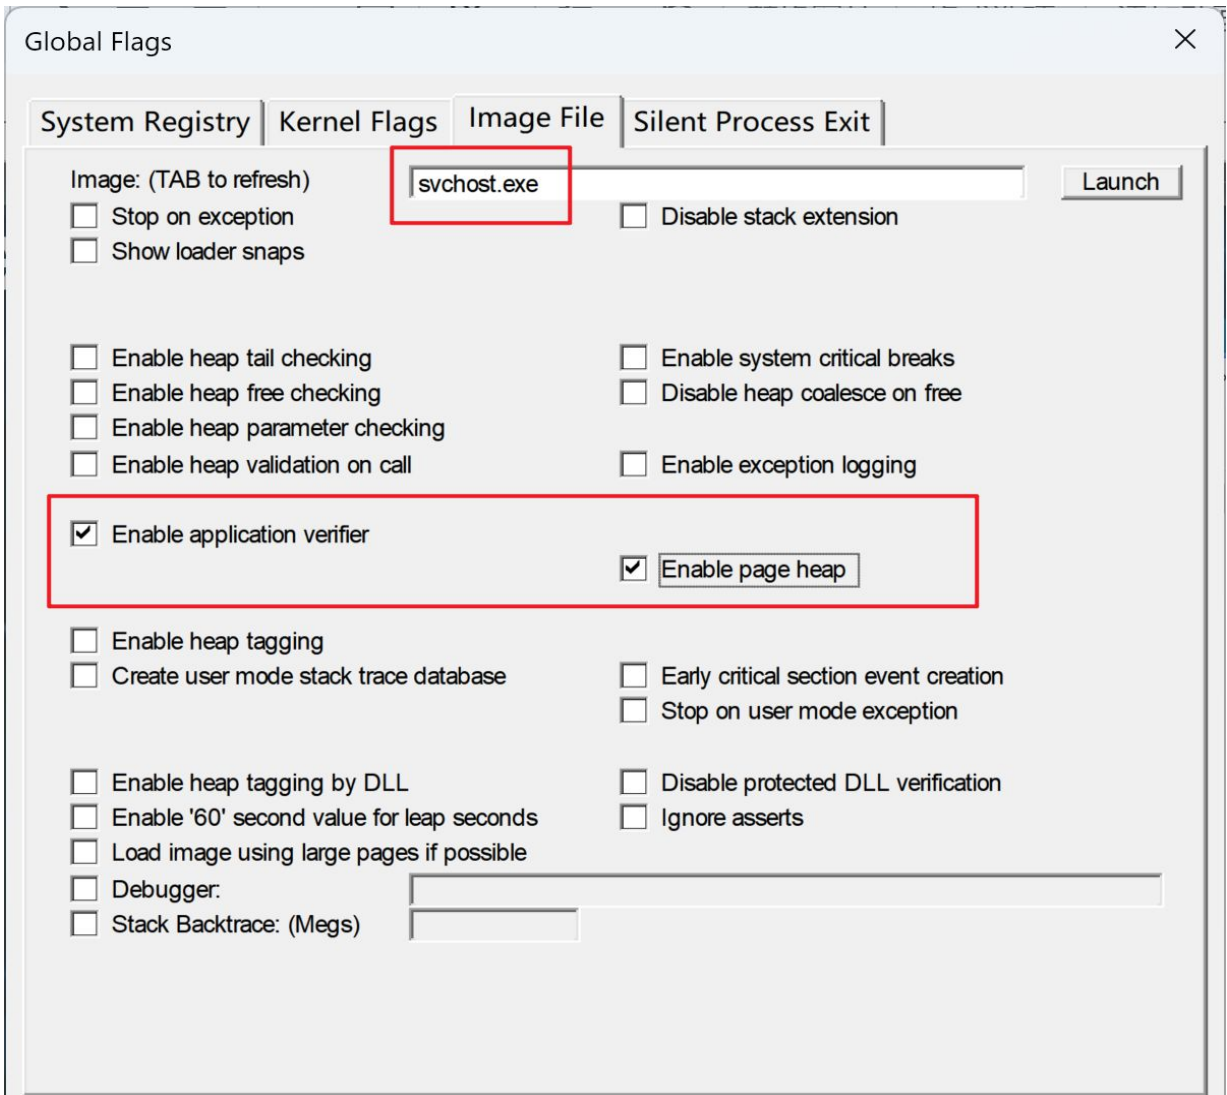 Global Flags
System Registry Kernel Flags Image File Silent Process Exit
Image: (TAB to refresh) svchost.exe Launch
Stop on exception Disable stack extension
Show loader snaps
Enable heap tail checking Enable system critical breaks
Enable heap free checking Disable heap coalesce on free
Enable heap parameter checking
Enable heap validation on call Enable exception logging
Enable application verifier
Enable page heap
Enable heap tagging
Create user mode stack trace database Early critical section event creation
Stop on user mode exception
Enable heap tagging by DLL Disable protected DLL verification
Enable '60' second value for leap seconds Ignore asserts
Load image using large pages if possible
Debugger:
Stack Backtrace: (Megs)